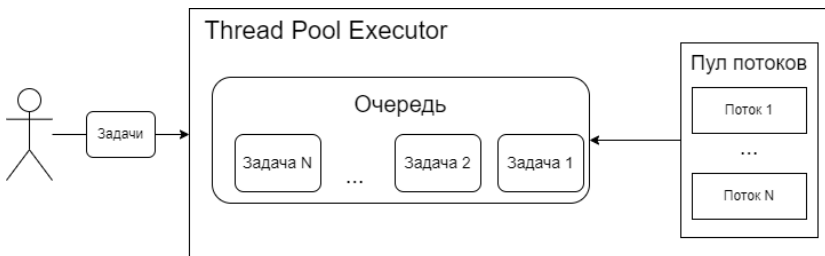 Thread Pool Executor
Задачи
Очередь
Задача N
...
Задача 2
Задача 1
Пул потоков
Поток 1
...
Поток N